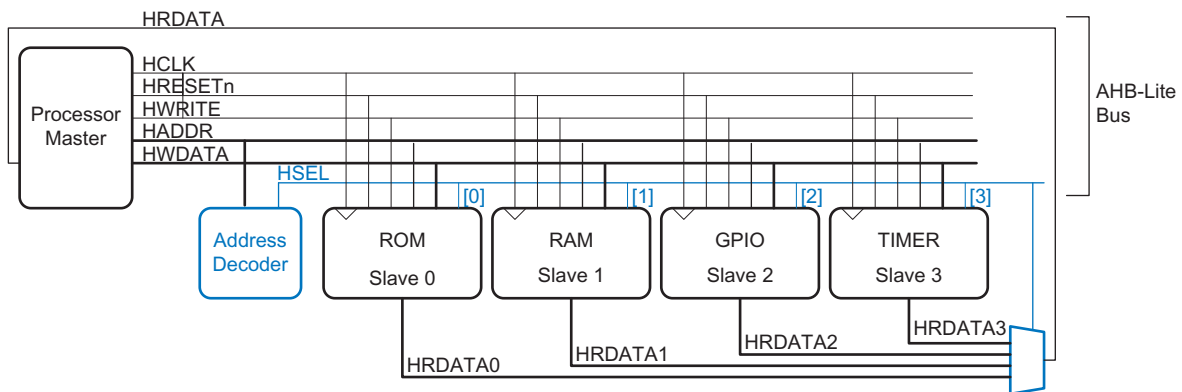 HRDATA
HCLK
HRESETn
HWRITE
HADDR
HWDATA
Processor
Master
AHB-Lite
Bus
HSEL
[0]
[1]
[2]
[3]
Address
Decoder
ROM
Slave 0
RAM
Slave 1
GPIO
Slave 2
TIMER
Slave 3
HRDATA3
HRDATA2
HRDATA1
HRDATA0